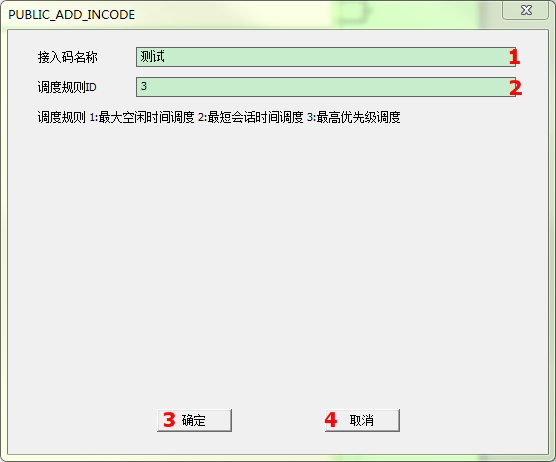 PUBLIC_ADD_INCODE
接入码名称 测试 1
调度规则ID 3 2
调度规则 1:最大空闲时间调度 2:最短会话时间调度 3:最高优先级调度
3 确定 4 取消